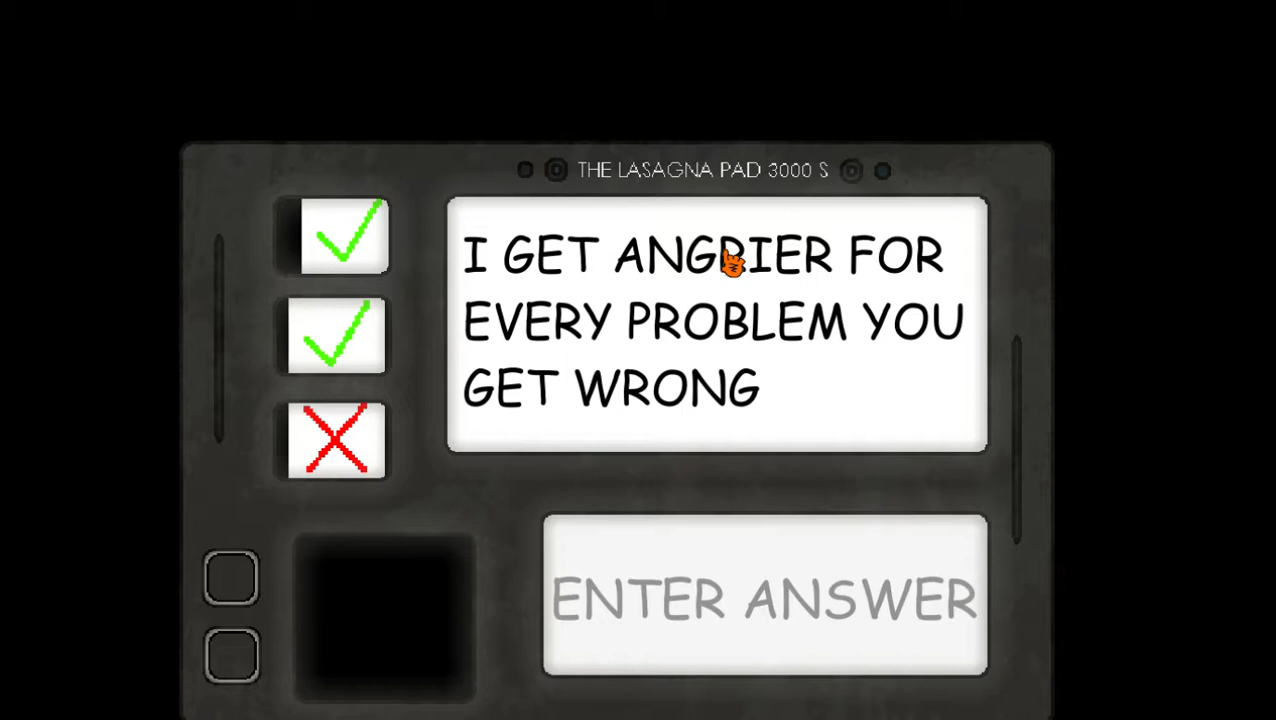 THE LASAGNA PAD 3000 S
I GET ANGRIER FOR
EVERY PROBLEM YOU
GET WRONG
ENTER ANSWER